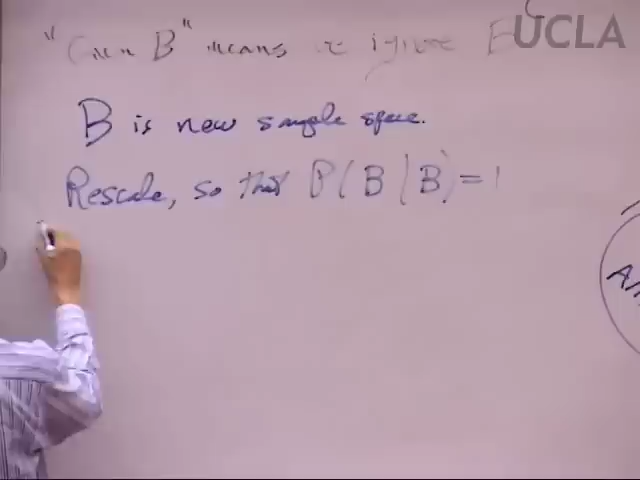 "Given B" means we ignore B^C
UCLA
B is new sample space.
Rescale, so that P(B|B)=1